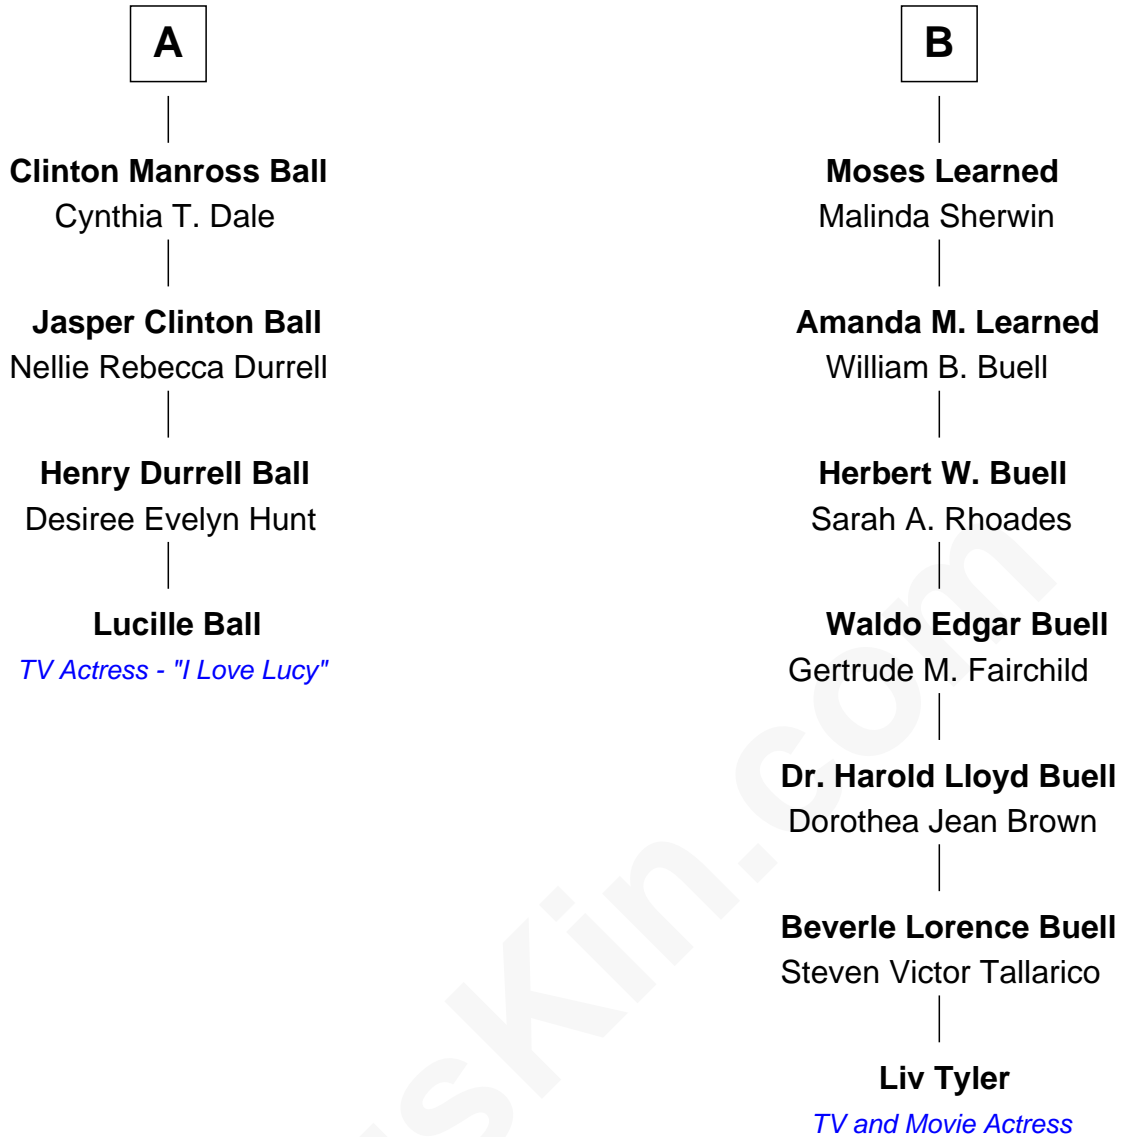 A
Clinton Manross Ball
Cynthia T. Dale
Jasper Clinton Ball
Nellie Rebecca Durrell
Henry Durrell Ball
Desiree Evelyn Hunt
Lucille Ball
TV Actress - "I Love Lucy"
B
Moses Learned
Malinda Sherwin
Amanda M. Learned
William B. Buell
Herbert W. Buell
Sarah A. Rhoades
Waldo Edgar Buell
Gertrude M. Fairchild
Dr. Harold Lloyd Buell
Dorothea Jean Brown
Beverle Lorence Buell
Steven Victor Tallarico
Liv Tyler
TV and Movie Actress
sKin.com